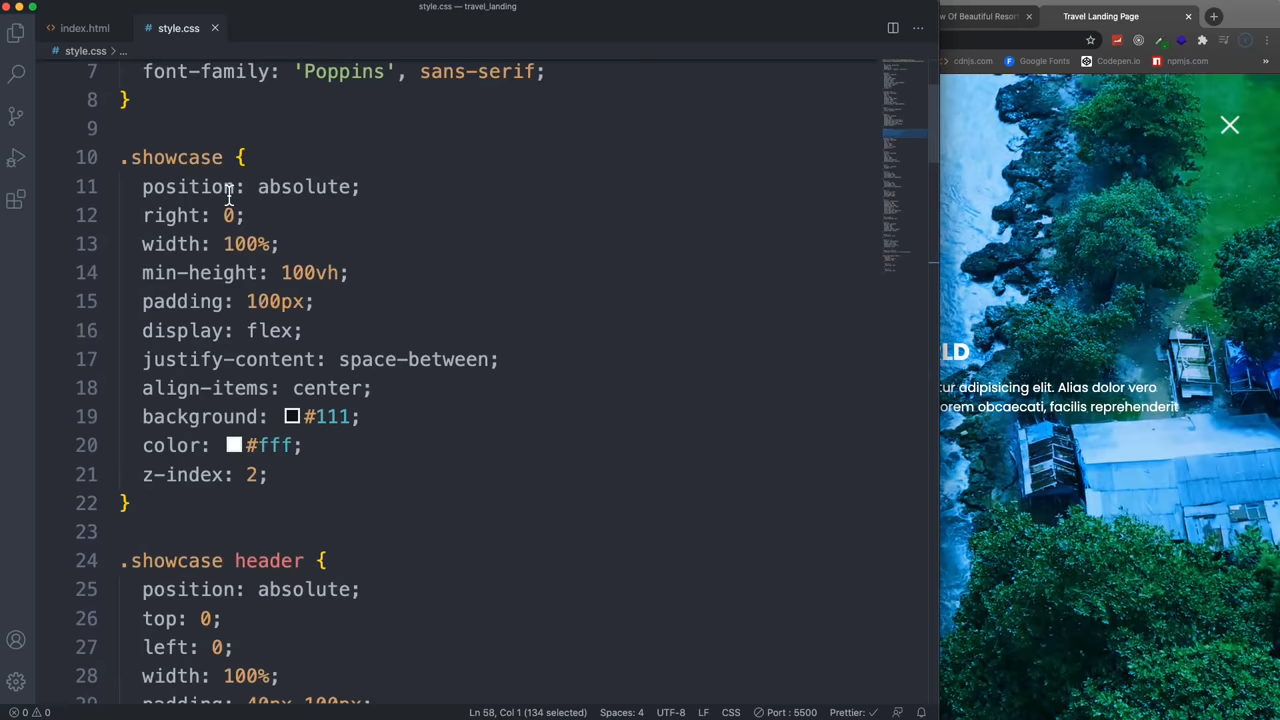 style.css — travel_landing
index.html
style.css
style.css > ...
w Of Beautiful Resort
Travel Landing Page
cdnjs.com
Google Fonts
Codepen.io
npmjs.com
»
7 font-family: 'Poppins', sans-serif;
8 }
9
10 .showcase {
11 position: absolute;
12 right: 0;
13 width: 100%;
14 min-height: 100vh;
15 padding: 100px;
16 display: flex;
17 justify-content: space-between;
18 align-items: center;
19 background: #111;
20 color: #fff;
21 z-index: 2;
22 }
23
24 .showcase header {
25 position: absolute;
26 top: 0;
27 left: 0;
28 width: 100%;
29 padding: 40px 100px;
RLD
tur adipisicing elit. Alias dolor vero
orem obcaecati, facilis reprehenderit
0 0
Ln 58, Col 1 (134 selected)
Spaces: 4
UTF-8
LF
CSS
Port : 5500
Prettier: ✓